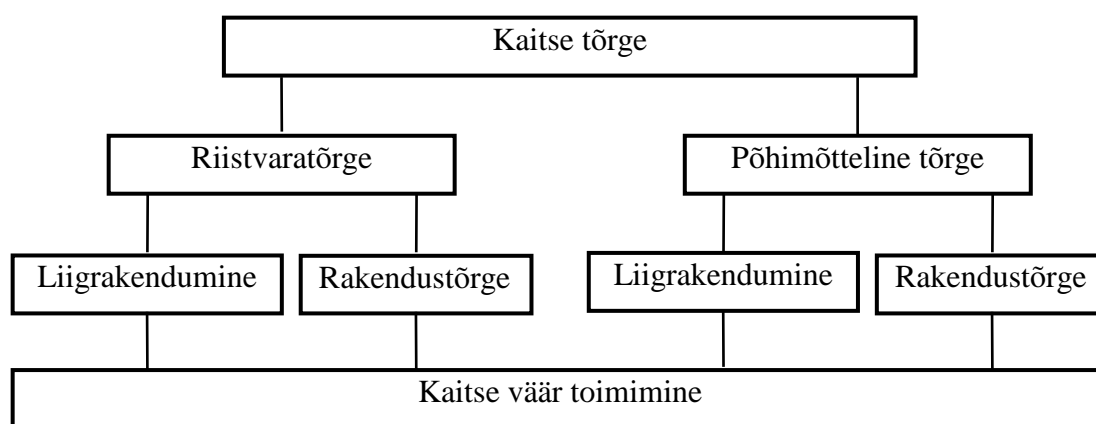 Kaitse tõrge
Riistvaratõrge
Põhimõtteline tõrge
Liigrakendumine
Rakendustõrge
Liigrakendumine
Rakendustõrge
Kaitse väär toimimine